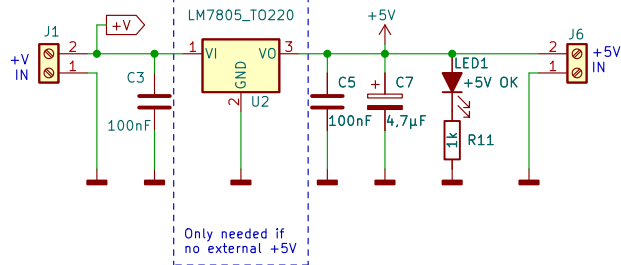 LM7805_TO220
+5V
J1
+V
J6
+V
IN
2
1
1
VI
VO
3
GND
2
U2
C3
100nF
C5
100nF
+
C7
4,7µF
LED1
+5V OK
1k
R11
2
1
+5V
IN
Only needed if
no external +5V